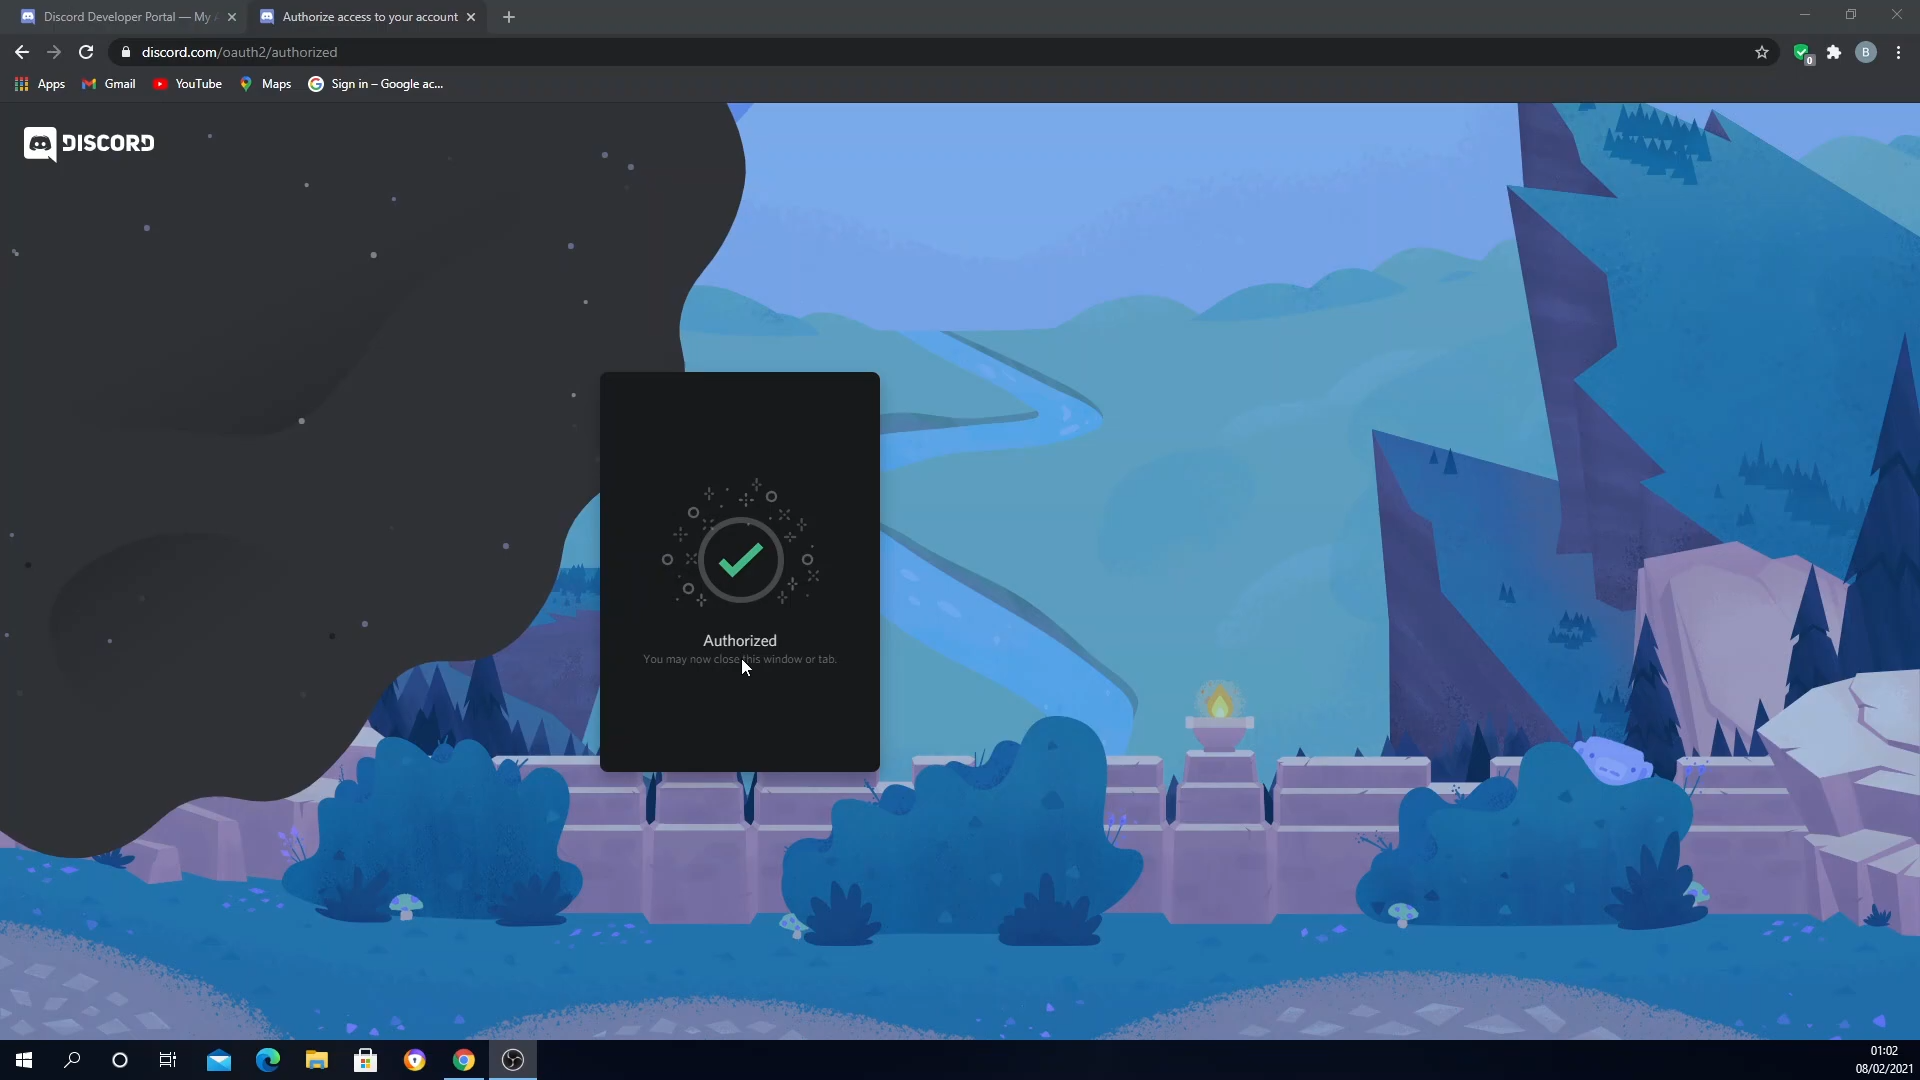 Discord Developer Portal — My A
Authorize access to your account
discord.com/oauth2/authorized
0
B
Apps
Gmail
YouTube
Maps
Sign in – Google ac...
DISCORD
Authorized
You may now close this window or tab.
01:02
08/02/2021